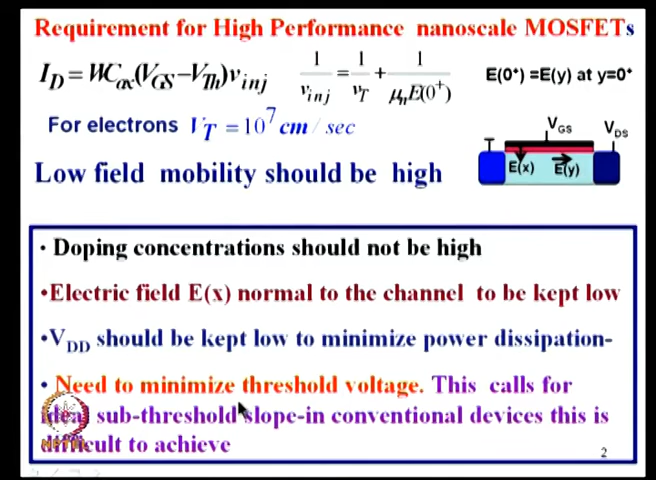 Requirement for High Performance nanoscale MOSFETs
I_D = WC_ox(V_GS–V_Th)v_inj
1/v_inj = 1/v_T + 1/μ_n E(0⁺)
E(0⁺) =E(y) at y=0⁺
For electrons V_T = 10⁷ cm / sec
V_GS
V_DS
E(x)
E(y)
Low field mobility should be high
• Doping concentrations should not be high
•Electric field E(x) normal to the channel to be kept low
•V_DD should be kept low to minimize power dissipation-
• Need to minimize threshold voltage. This calls for
ideal sub-threshold slope-in conventional devices this is
difficult to achieve
NPTEL
2